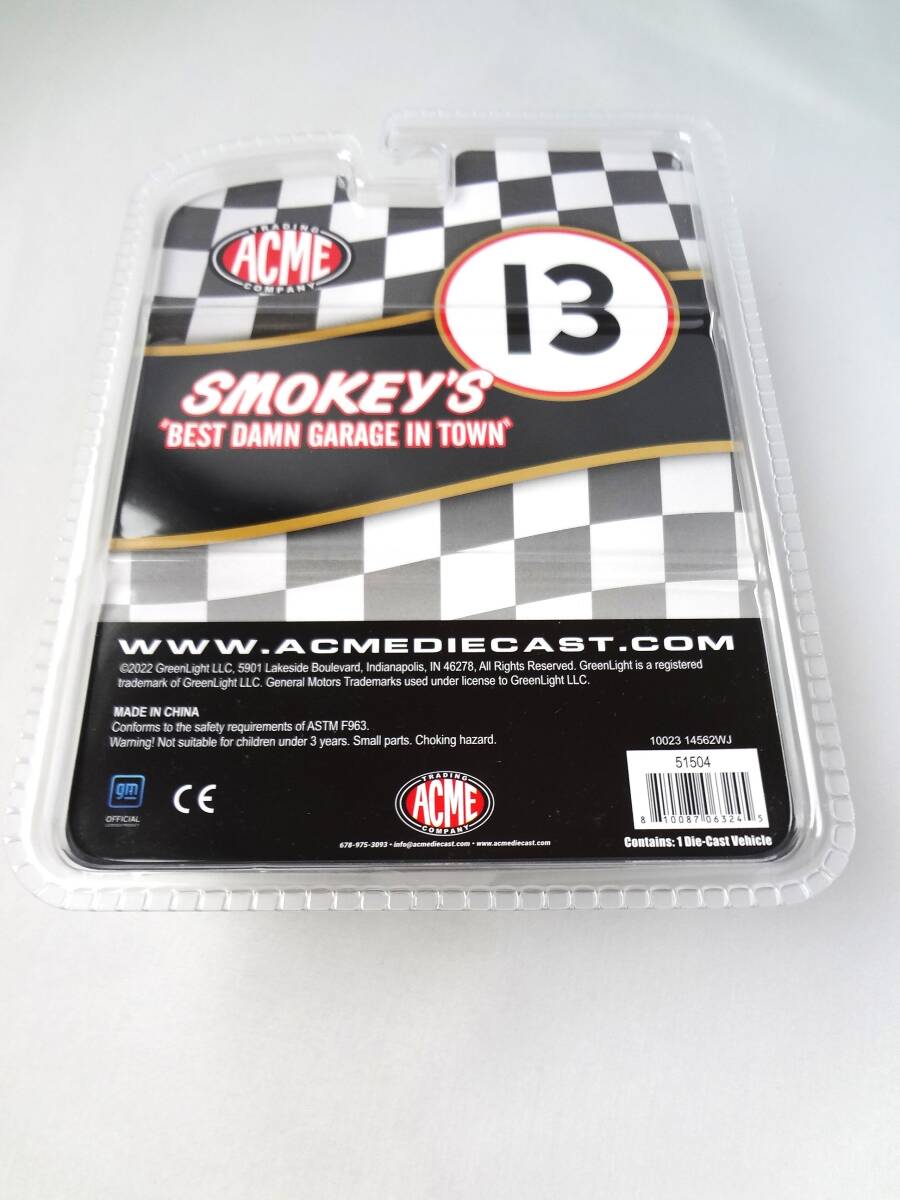 TRADING
ACME
COMPANY
13
SMOKEY'S
"BEST DAMN GARAGE IN TOWN"
WWW.ACMEDIECAST.COM
©2022 GreenLight LLC, 5901 Lakeside Boulevard, Indianapolis, IN 46278, All Rights Reserved. GreenLight is a registered
trademark of GreenLight LLC. General Motors Trademarks used under license to GreenLight LLC.
MADE IN CHINA
Conforms to the safety requirements of ASTM F963.
Warning! Not suitable for children under 3 years. Small parts. Choking hazard.
10023 14562WJ
51504
8 10087 06324 5
Contains: 1 Die-Cast Vehicle
gm
OFFICIAL
CE
TRADING
ACME
COMPANY
678-975-3093 • info@acmediecast.com • www.acmediecast.com